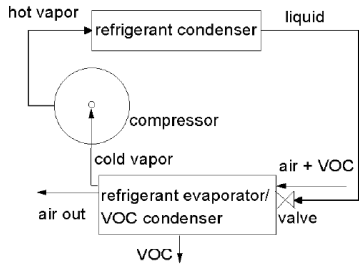 hot vapor
liquid
refrigerant condenser
compressor
cold vapor
air + VOC
refrigerant evaporator/
VOC condenser
air out
valve
VOC